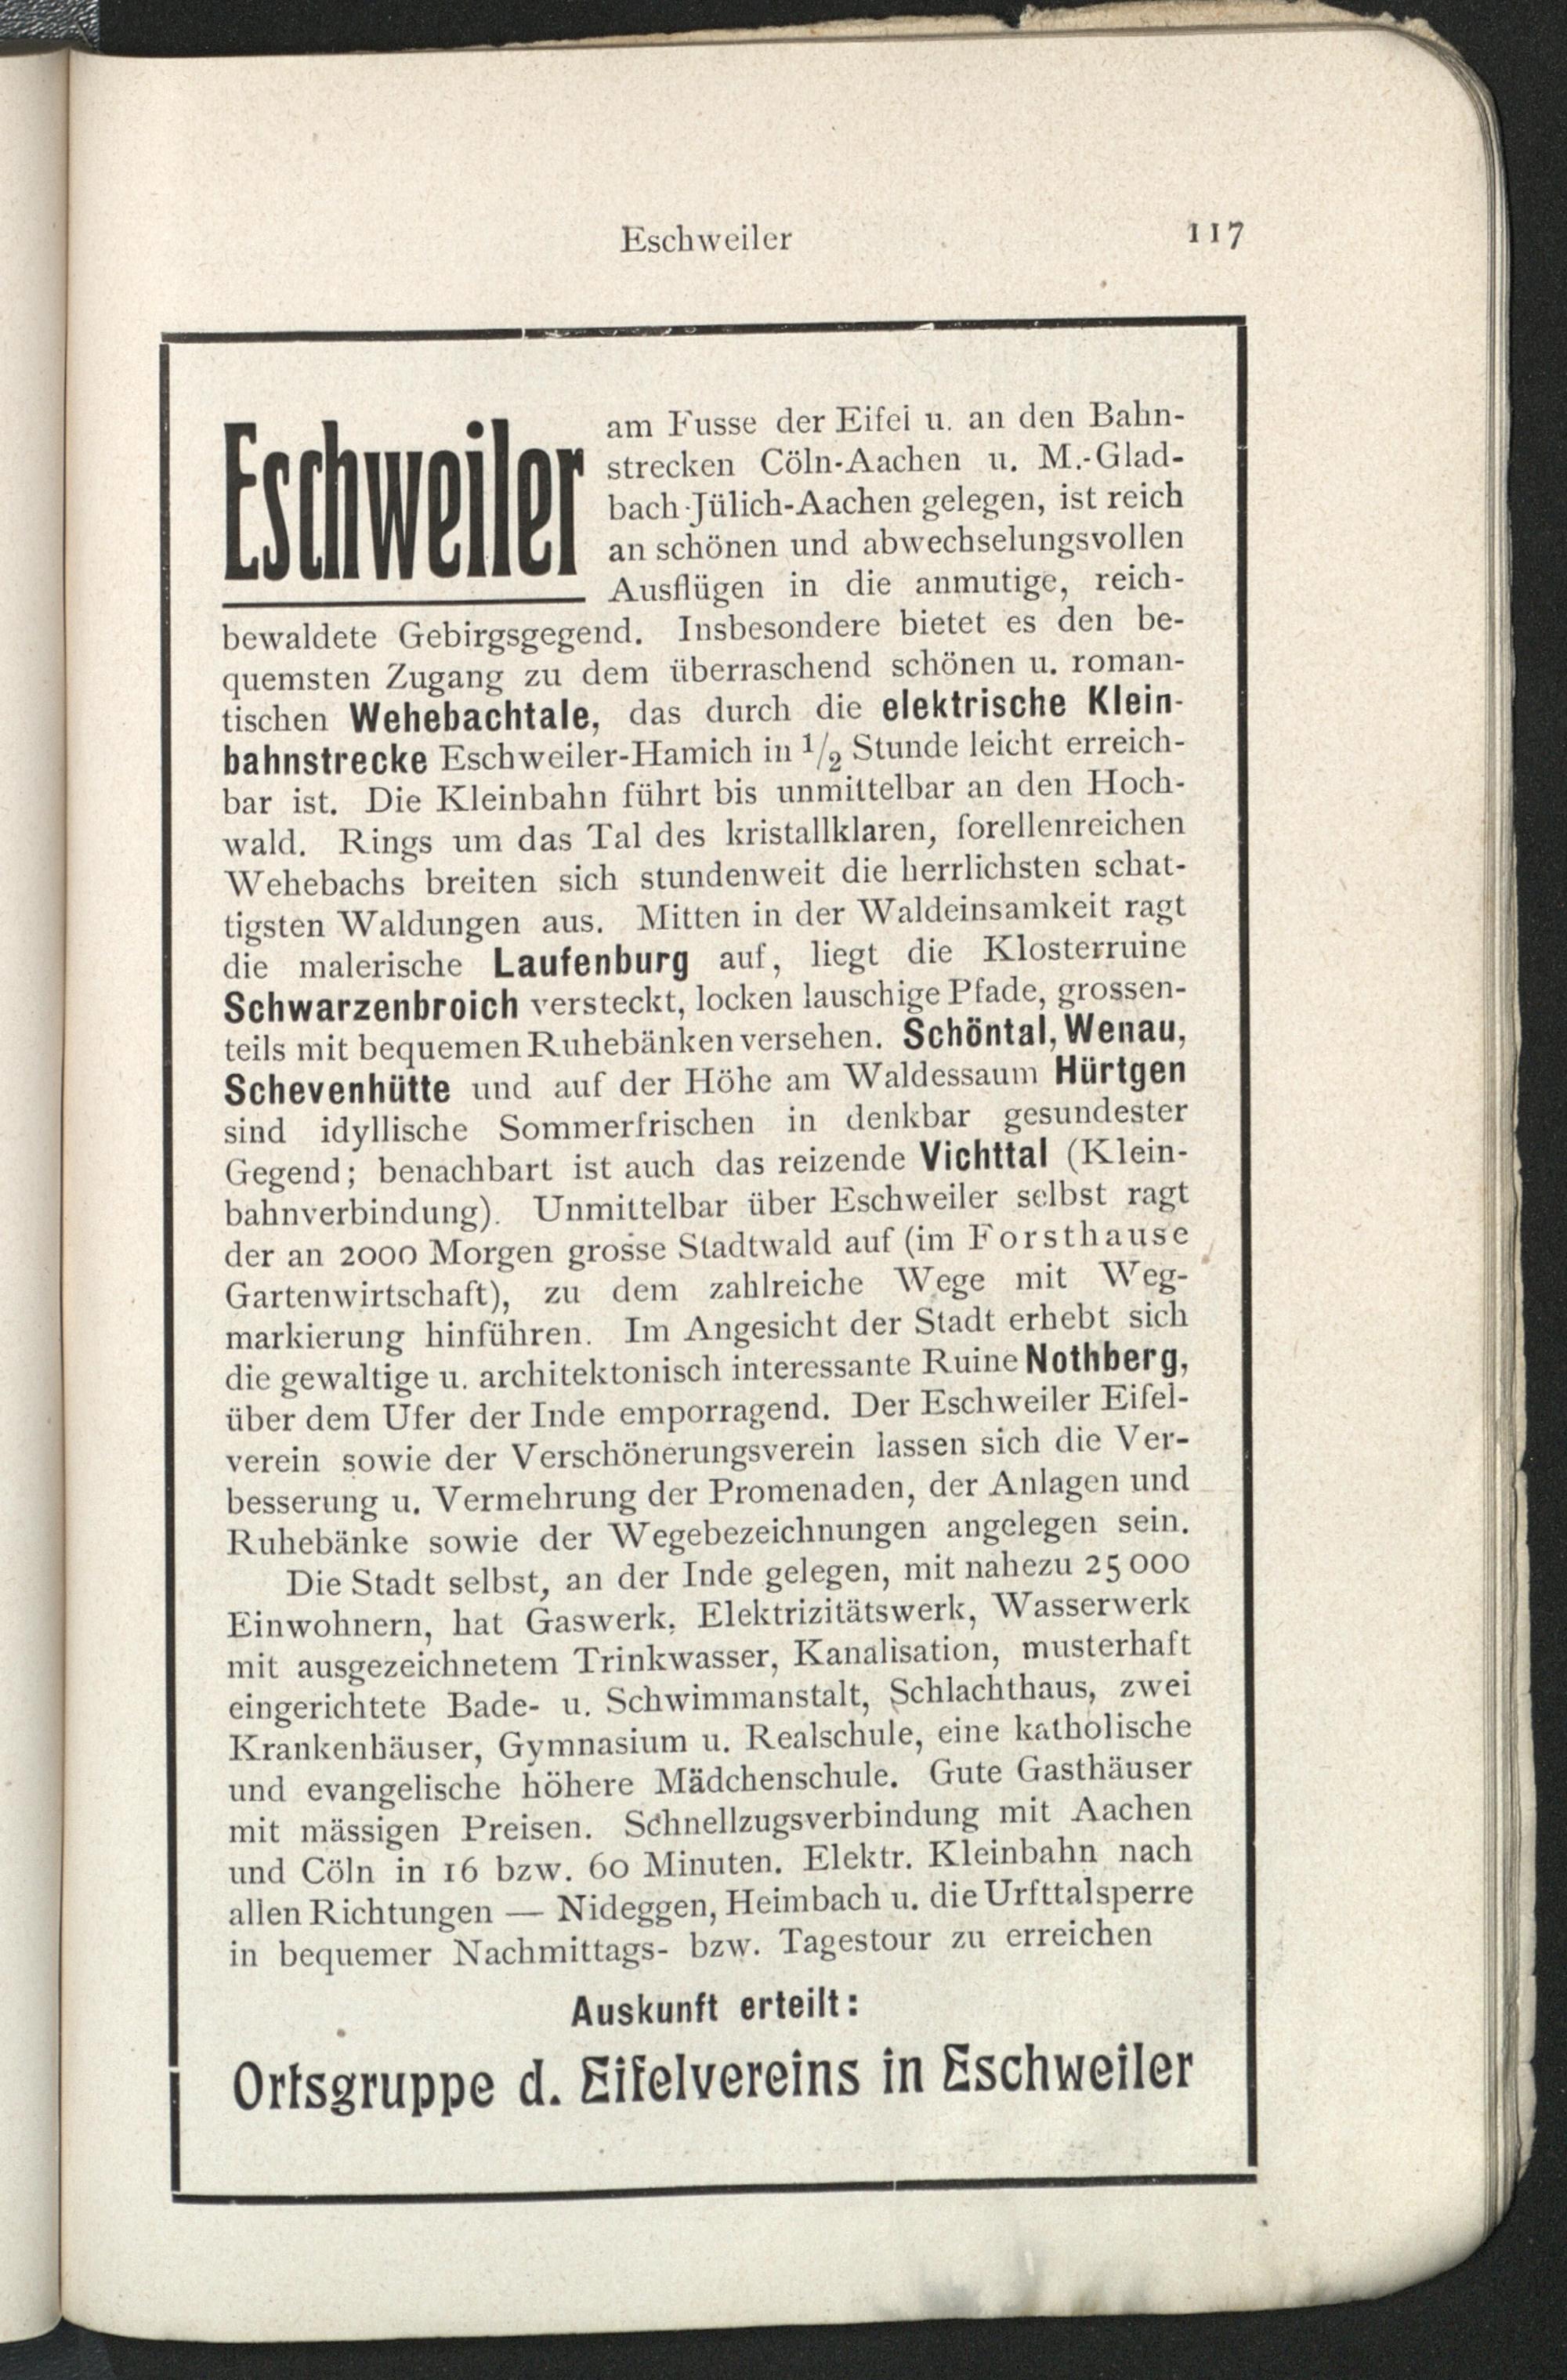 Eschweiler 117
Eschweiler
am Fusse der Eifel u. an den Bahn-
strecken Cöln-Aachen u. M.-Glad-
bach-Jülich-Aachen gelegen, ist reich
an schönen und abwechselungsvollen
Ausflügen in die anmutige, reich-
bewaldete Gebirgsgegend. Insbesondere bietet es den be-
quemsten Zugang zu dem überraschend schönen u. roman-
tischen Wehebachtale, das durch die elektrische Klein-
bahnstrecke Eschweiler-Hamich in 1/2 Stunde leicht erreich-
bar ist. Die Kleinbahn führt bis unmittelbar an den Hoch-
wald. Rings um das Tal des kristallklaren, forellenreichen
Wehebachs breiten sich stundenweit die herrlichsten schat-
tigsten Waldungen aus. Mitten in der Waldeinsamkeit ragt
die malerische Laufenburg auf, liegt die Klosterruine
Schwarzenbroich versteckt, locken lauschige Pfade, grossen-
teils mit bequemen Ruhebänken versehen. Schöntal, Wenau,
Schevenhütte und auf der Höhe am Waldessaum Hürtgen
sind idyllische Sommerfrischen in denkbar gesundester
Gegend; benachbart ist auch das reizende Vichttal (Klein-
bahnverbindung). Unmittelbar über Eschweiler selbst ragt
der an 2000 Morgen grosse Stadtwald auf (im Forsthause
Gartenwirtschaft), zu dem zahlreiche Wege mit Weg-
markierung hinführen. Im Angesicht der Stadt erhebt sich
die gewaltige u. architektonisch interessante Ruine Nothberg,
über dem Ufer der Inde emporragend. Der Eschweiler Eifel-
verein sowie der Verschönerungsverein lassen sich die Ver-
besserung u. Vermehrung der Promenaden, der Anlagen und
Ruhebänke sowie der Wegebezeichnungen angelegen sein.
Die Stadt selbst, an der Inde gelegen, mit nahezu 25 000
Einwohnern, hat Gaswerk, Elektrizitätswerk, Wasserwerk
mit ausgezeichnetem Trinkwasser, Kanalisation, musterhaft
eingerichtete Bade- u. Schwimmanstalt, Schlachthaus, zwei
Krankenhäuser, Gymnasium u. Realschule, eine katholische
und evangelische höhere Mädchenschule. Gute Gasthäuser
mit mässigen Preisen. Schnellzugsverbindung mit Aachen
und Cöln in 16 bzw. 60 Minuten. Elektr. Kleinbahn nach
allen Richtungen — Nideggen, Heimbach u. die Urfttalsperre
in bequemer Nachmittags- bzw. Tagestour zu erreichen
Auskunft erteilt:
Ortsgruppe d. Eifelvereins in Eschweiler